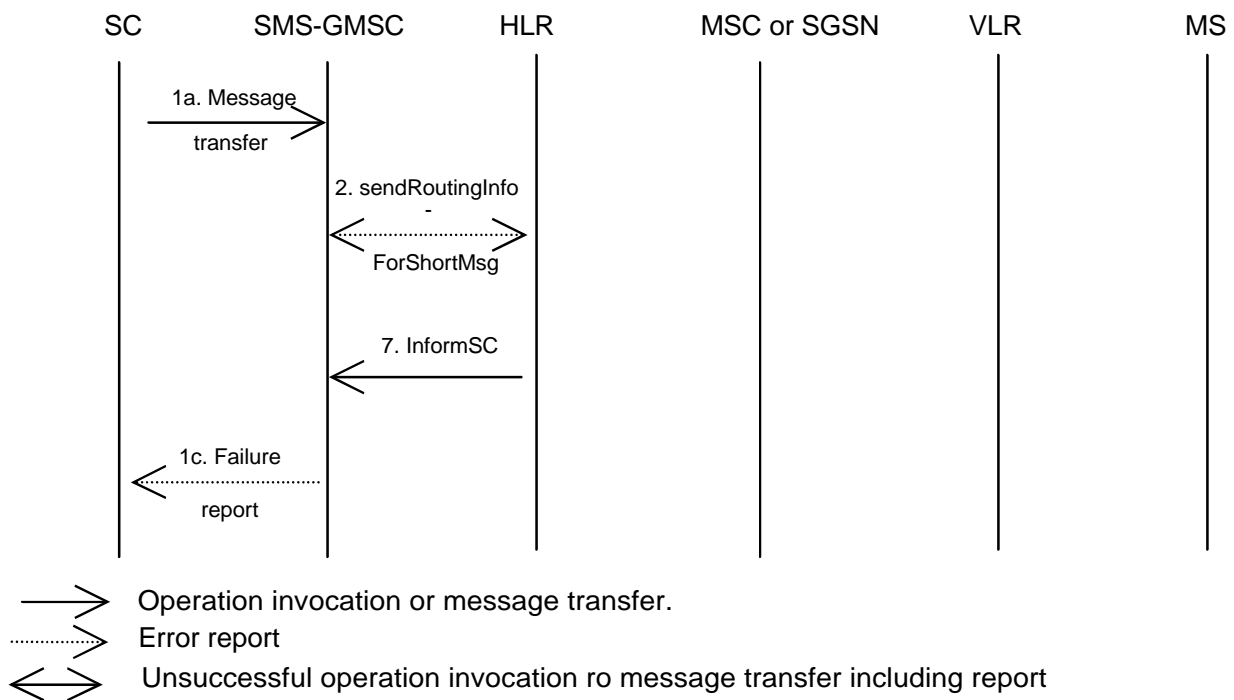 SC SMS-GMSC HLR MSC or SGSN VLR MS
1a. Message
transfer
2. sendRoutingInfo
-
ForShortMsg
7. InformSC
1c. Failure
report
Operation invocation or message transfer.
Error report
Unsuccessful operation invocation ro message transfer including report